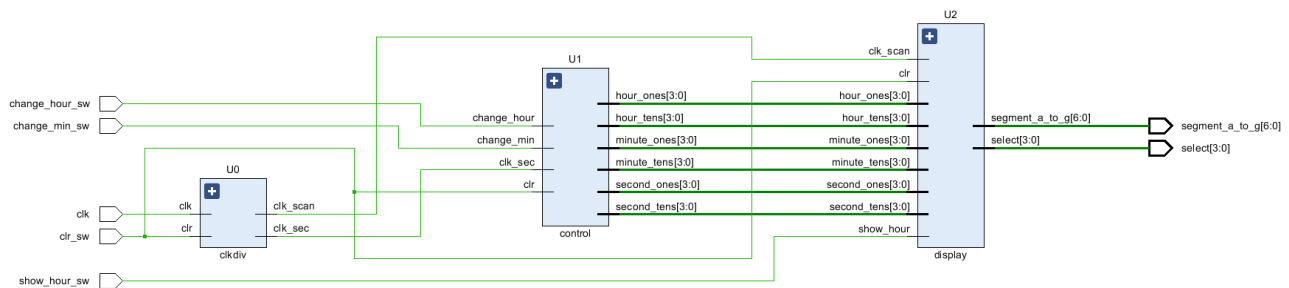 U2
clk_scan
clr
U1
hour_ones[3:0] hour_ones[3:0]
change_hour_sw
change_hour hour_tens[3:0] hour_tens[3:0] segment_a_to_g[6:0] segment_a_to_g[6:0]
change_min_sw
change_min minute_ones[3:0] minute_ones[3:0] select[3:0] select[3:0]
clk_sec minute_tens[3:0] minute_tens[3:0]
U0
clr second_ones[3:0] second_ones[3:0]
clk clk clk_scan second_tens[3:0] second_tens[3:0]
clr_sw clr clk_sec control show_hour
clkdiv display
show_hour_sw